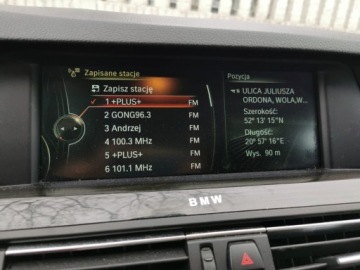 Zapisane stacje
Zapisz stację
1 +PLUS+ FM
2 GONG96.3 FM
3 Andrzej FM
4 100.3 MHz FM
5 +PLUS+ FM
6 101.1 MHz FM
Pozycja
ULICA JULIUSZA
ORDONA, WOLA,W...
Szerokość:
52° 13' 15"N
Długość:
20° 57' 16"E
Wys. 90 m
BMW